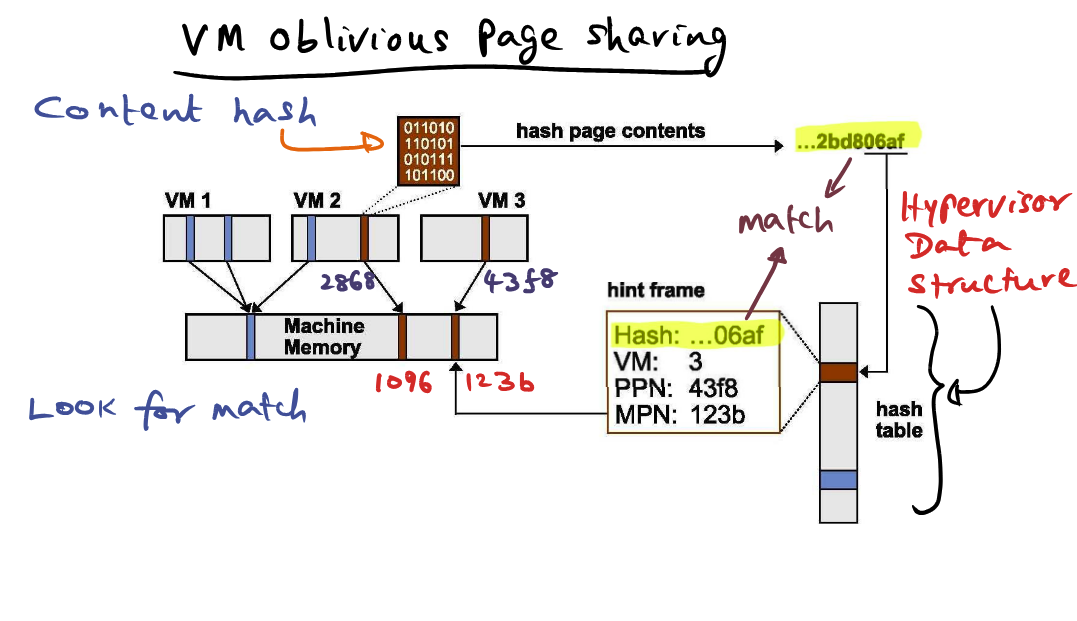 VM oblivious Page sharing
Content hash
011010
110101
010111
101100
hash page contents
...2bd806af
VM 1
VM 2
VM 3
match
Hypervisor
Data
Structure
2868
43f8
hint frame
Machine
Memory
Hash: ...06af
VM: 3
PPN: 43f8
MPN: 123b
1096
123b
Look for match
hash
table